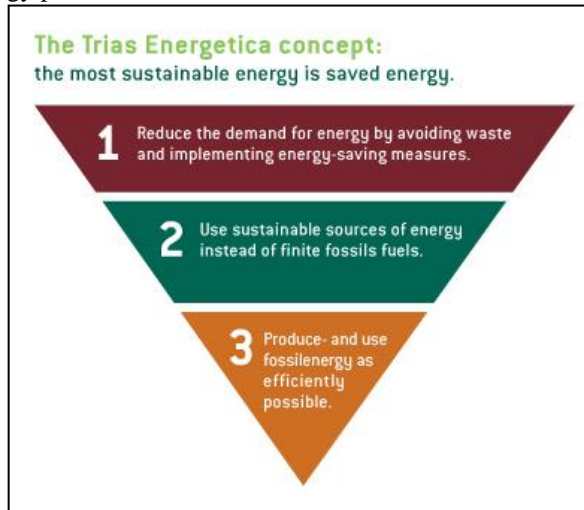 The Trias Energetica concept:
the most sustainable energy is saved energy.
1
Reduce the demand for energy by avoiding waste
and implementing energy-saving measures.
2
Use sustainable sources of energy
instead of finite fossils fuels.
3
Produce- and use
fossilenergy as
efficiently
possible.